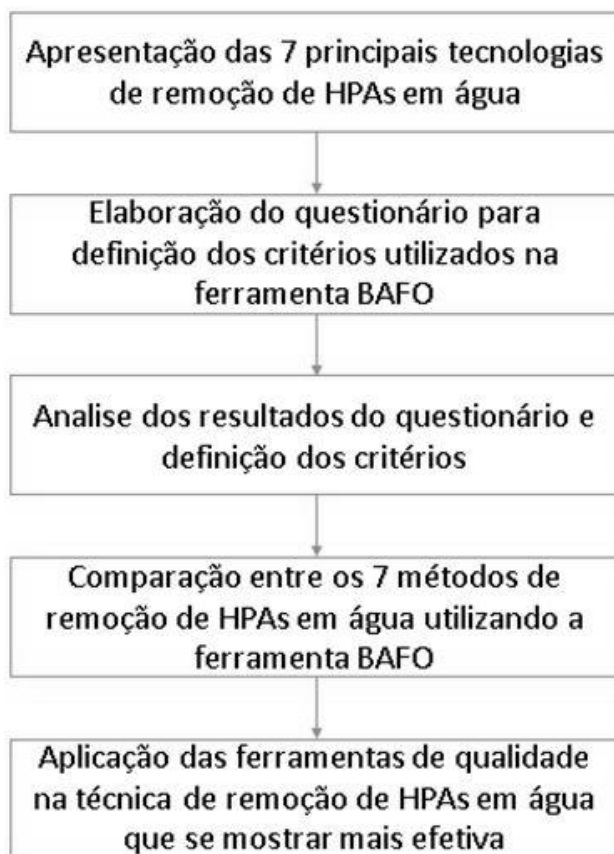 Apresentação das 7 principais tecnologias
de remoção de HPAs em água
Elaboração do questionário para
definição dos critérios utilizados na
ferramenta BAFO
Analise dos resultados do questionário e
definição dos critérios
Comparação entre os 7 métodos de
remoção de HPAs em água utilizando a
ferramenta BAFO
Aplicação das ferramentas de qualidade
na técnica de remoção de HPAs em água
que se mostrar mais efetiva